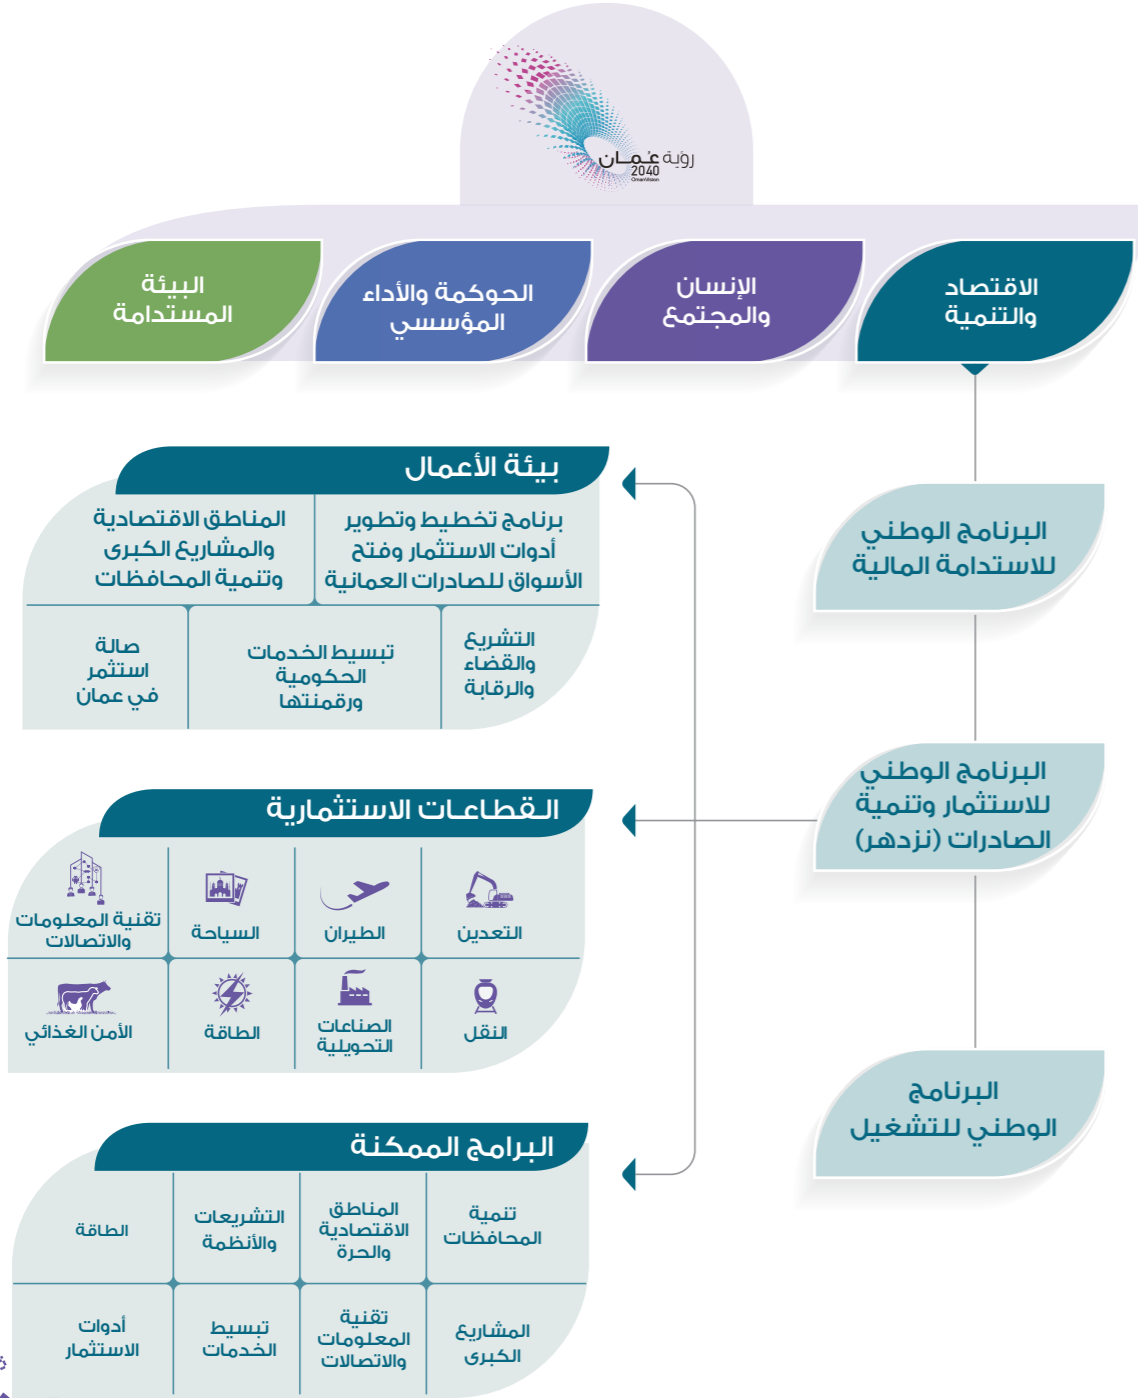 رؤية عُمـان
2040
OmanVision
الاقتصاد
والتنمية
الإنسان
والمجتمع
الحوكمة والأداء
المؤسسي
البيئة
المستدامة
البرنامج الوطني
للاستدامة المالية
البرنامج الوطني
للاستثمار وتنمية
الصادرات (نزدهر)
البرنامج
الوطني للتشغيل
بيئة الأعمال
برنامج تخطيط وتطوير
أدوات الاستثمار وفتح
الأسواق للصادرات العمانية
المناطق الاقتصادية
والمشاريع الكبرى
وتنمية المحافظات
التشريع
والقضاء
والرقابة
تبسيط الخدمات
الحكومية
ورقمنتها
صالة
استثمر
في عمان
القطاعـات الاستثمارية
التعدين
الطيران
السياحة
تقنية المعلومات
والاتصالات
النقل
الصناعات
التحويلية
الطاقة
الأمن الغذائي
البرامج الممكنة
تنمية
المحافظات
المناطق
الاقتصادية
والحرة
التشريعات
والأنظمة
الطاقة
المشاريع
الكبرى
تقنية
المعلومات
والاتصالات
تبسيط
الخدمات
أدوات
الاستثمار